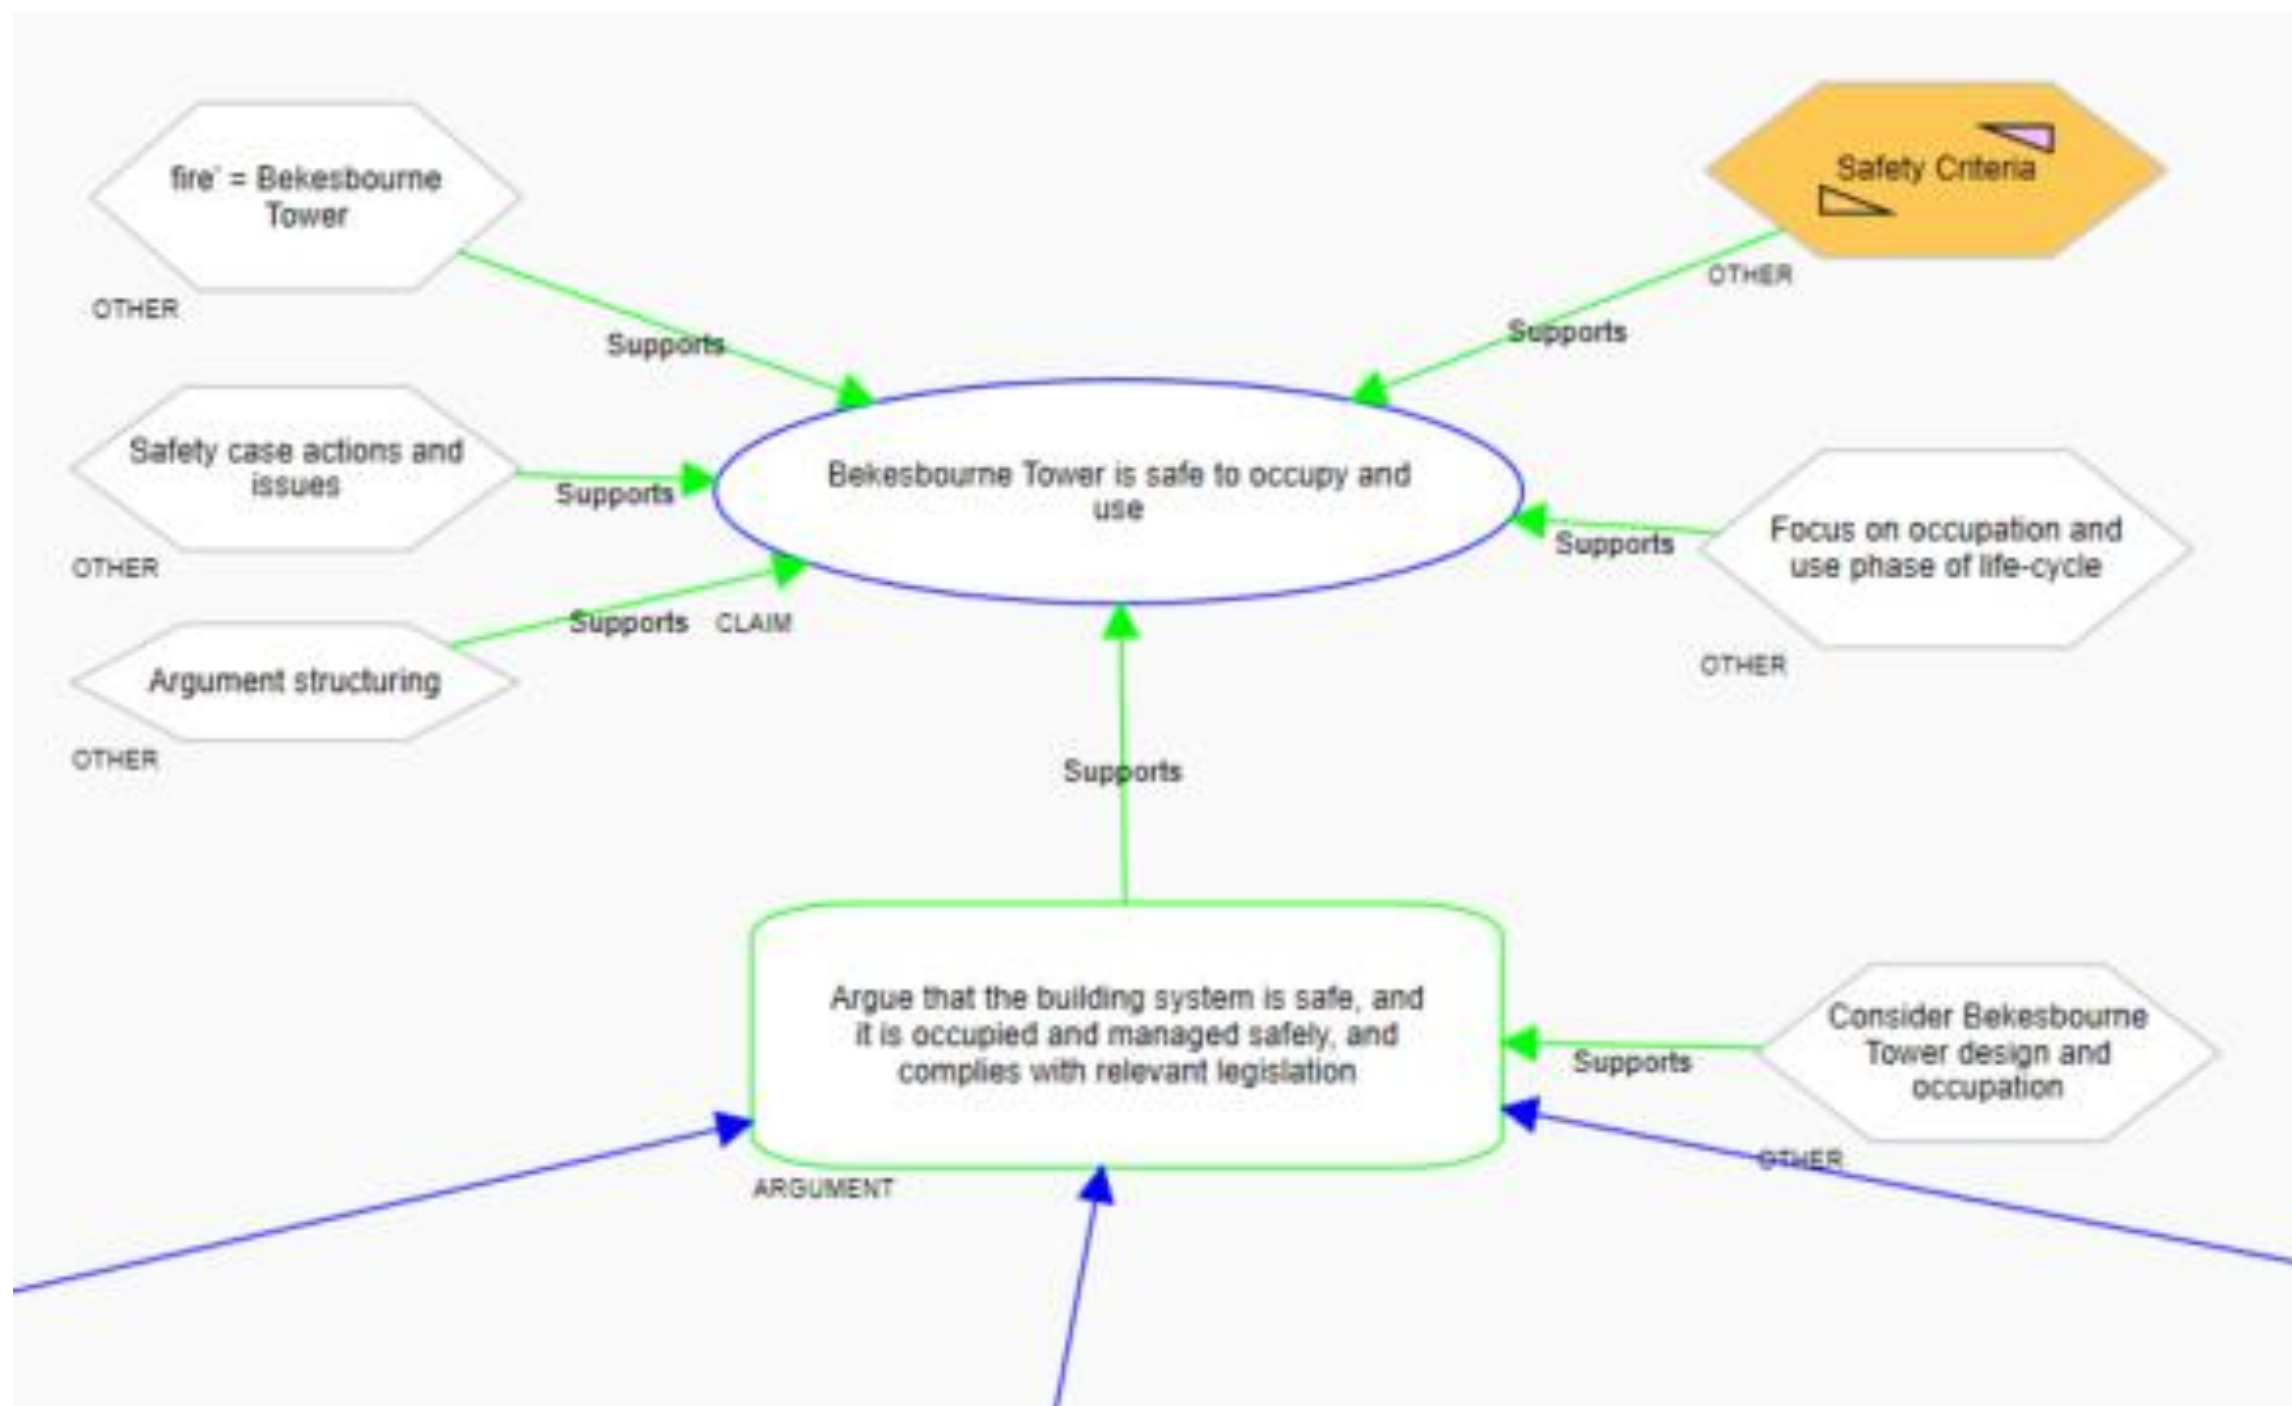 fire' = Bekesbourne
Tower
OTHER
Supports
Safety Criteria
OTHER
Supports
Safety case actions and
issues
OTHER
Supports
Bekesbourne Tower is safe to occupy and
use
CLAIM
Supports
Focus on occupation and
use phase of life-cycle
OTHER
Supports
Argument structuring
OTHER
Supports
Argue that the building system is safe, and
it is occupied and managed safely, and
complies with relevant legislation
ARGUMENT
Supports
Consider Bekesbourne
Tower design and
occupation
OTHER